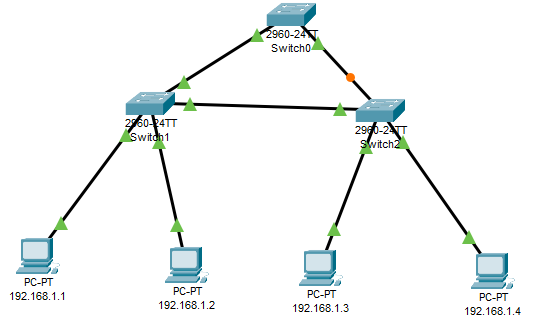 2960-24TT
Switch0
2960-24TT
Switch1
2960-24TT
Switch2
PC-PT
192.168.1.1
PC-PT
192.168.1.2
PC-PT
192.168.1.3
PC-PT
192.168.1.4